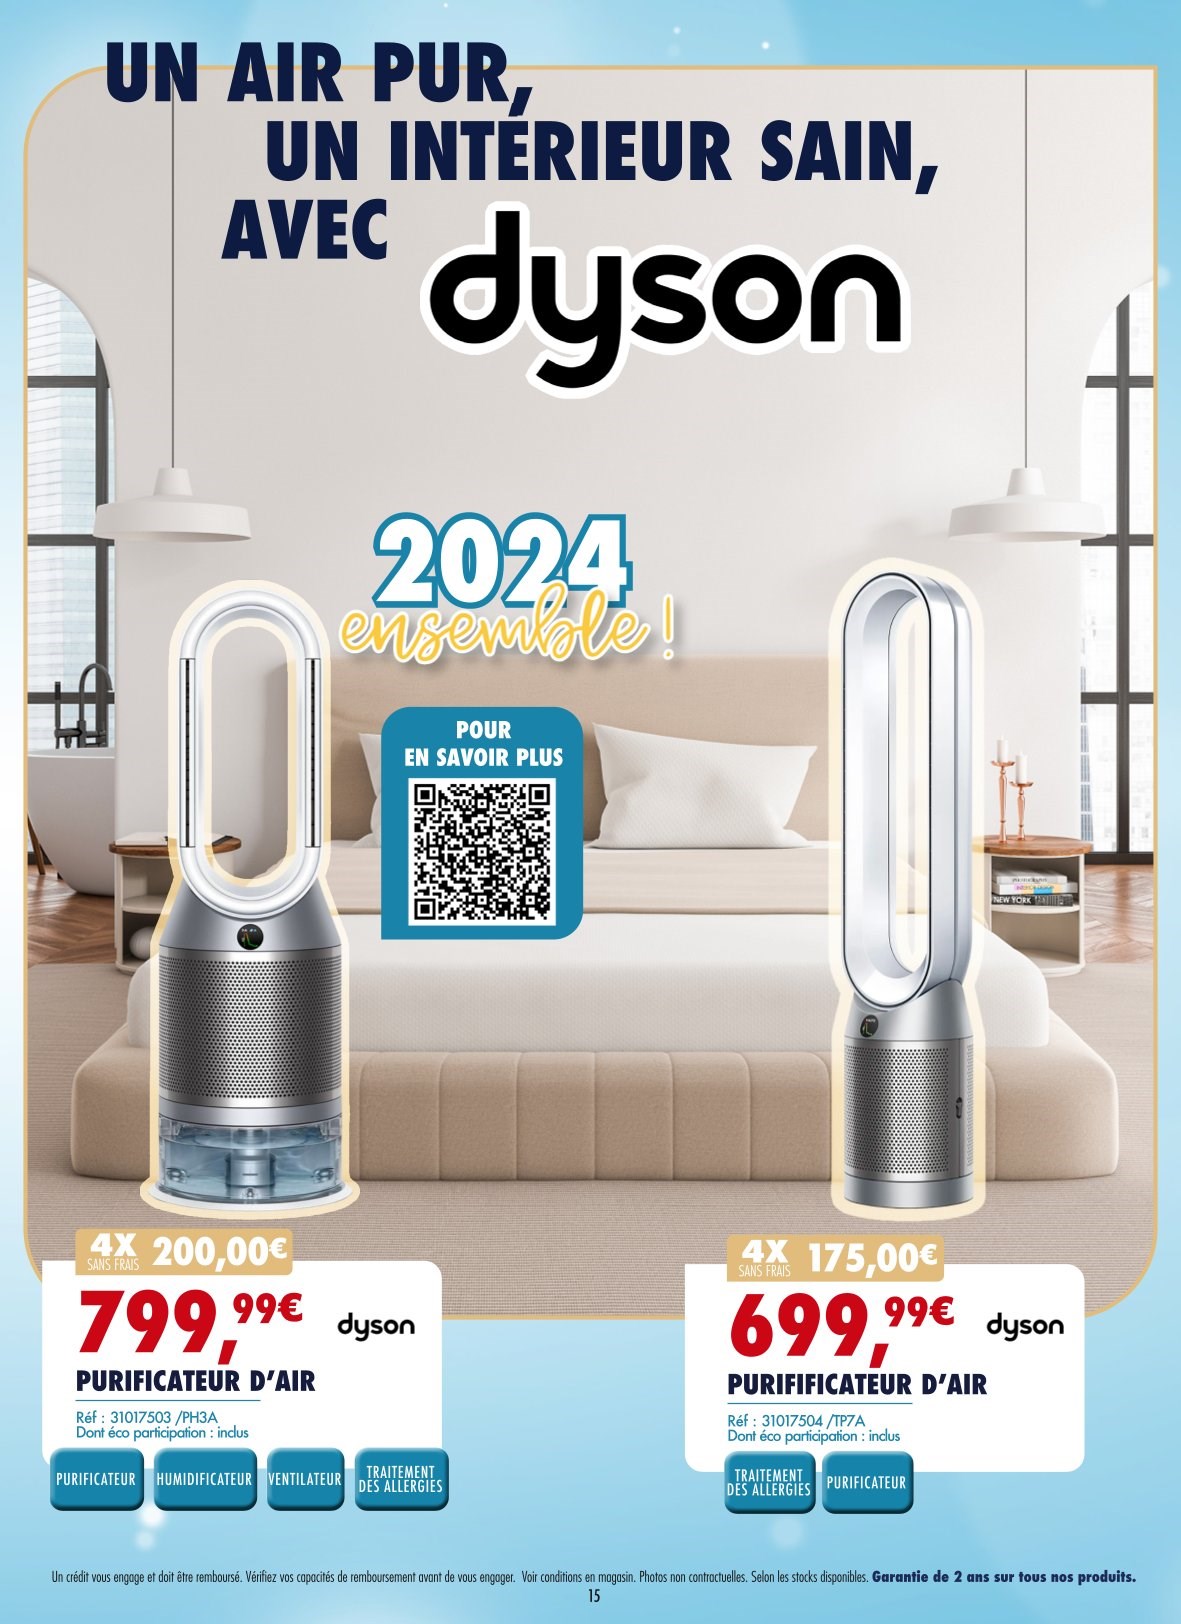 UN AIR PUR,
UN INTÉRIEUR SAIN,
AVEC
dyson
2024
ensemble !
POUR
EN SAVOIR PLUS
NEW YORK
4X
SANS FRAIS
200,00€
799,99€
dyson
PURIFICATEUR D'AIR
Réf : 31017503 /PH3A
Dont éco participation : inclus
PURIFICATEUR
HUMIDIFICATEUR
VENTILATEUR
TRAITEMENT
DES ALLERGIES
4X
SANS FRAIS
175,00€
699,99€
dyson
PURIFIFICATEUR D'AIR
Réf : 31017504 /TP7A
Dont éco participation : inclus
TRAITEMENT
DES ALLERGIES
PURIFICATEUR
Un crédit vous engage et doit être remboursé. Vérifiez vos capacités de remboursement avant de vous engager. Voir conditions en magasin. Photos non contractuelles. Selon les stocks disponibles. Garantie de 2 ans sur tous nos produits.
15